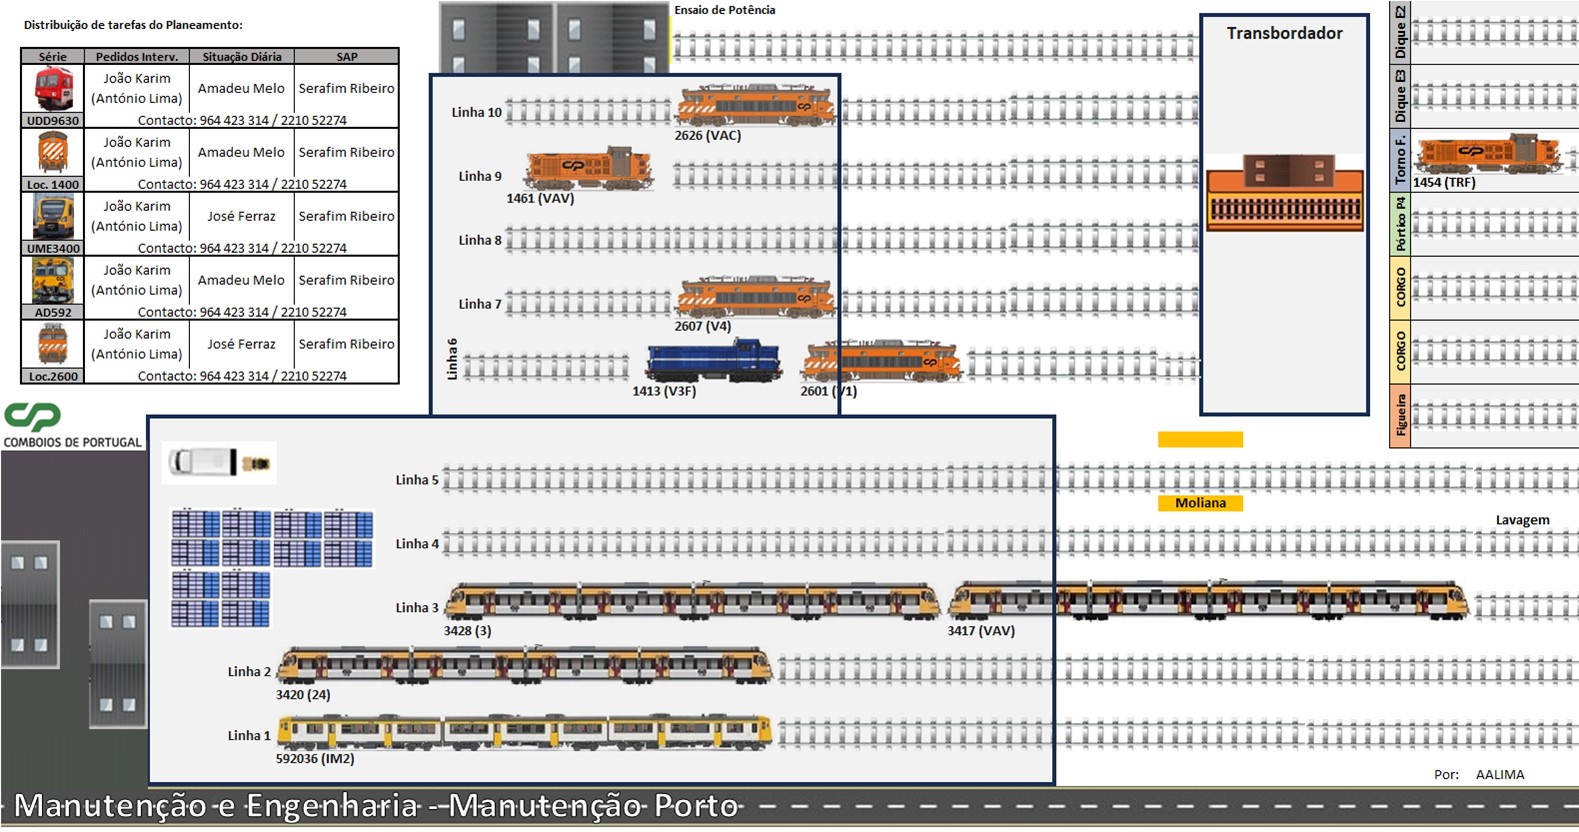 Distribuição de tarefas do Planeamento:
Série Pedidos Interv. Situação Diária SAP
João Karim
(António Lima) Amadeu Melo Serafim Ribeiro
UDD9630 Contacto: 964 423 314 / 2210 52274
João Karim
(António Lima) Amadeu Melo Serafim Ribeiro
Loc. 1400 Contacto: 964 423 314 / 2210 52274
João Karim
(António Lima) José Ferraz Serafim Ribeiro
UME3400 Contacto: 964 423 314 / 2210 52274
João Karim
(António Lima) Amadeu Melo Serafim Ribeiro
AD592 Contacto: 964 423 314 / 2210 52274
João Karim
(António Lima) José Ferraz Serafim Ribeiro
Loc.2600 Contacto: 964 423 314 / 2210 52274
CP
COMBOIOS DE PORTUGAL
Ensaio de Potência
Linha 10
2626 (VAC)
Linha 9
1461 (VAV)
Linha 8
Linha 7
2607 (V4)
Linha 6
1413 (V3F)
2601 (V1)
Transbordador
Dique E2
Dique E3
Torno F.
1454 (TRF)
Pórtico P4
CORGO
CORGO
Figueira
Linha 5
Moliana
Linha 4
Lavagem
Linha 3
3428 (3)
3417 (VAV)
Linha 2
3420 (24)
Linha 1
592036 (IM2)
Por: AALIMA
Manutenção e Engenharia - Manutenção Porto